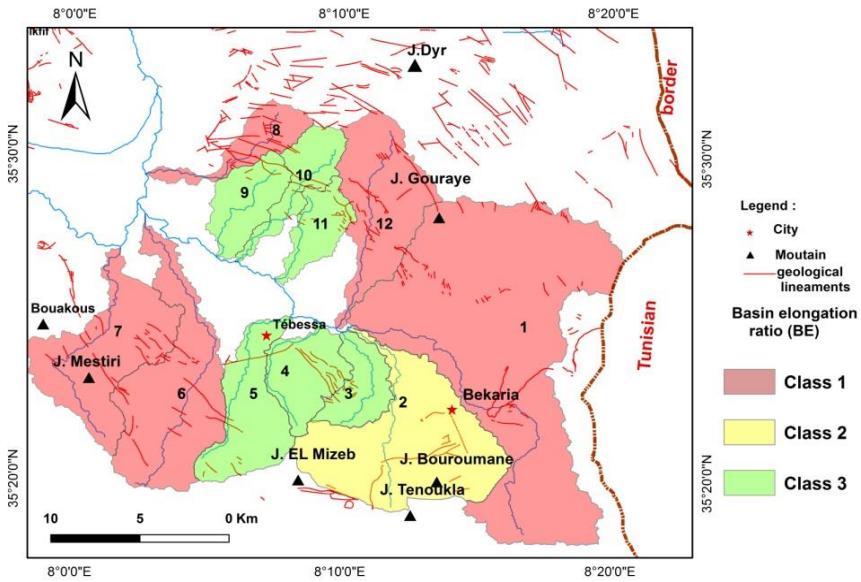 8°0'0"E 8°10'0"E 8°20'0"E
N
J.Dyr
border
35°30'0"N
35°30'0"N
8
10
9
11
12
J. Gouraye
Legend :
City
Moutain
geological
lineaments
Bouakous
7
J. Mestiri
6
Tébessa
5
4
3
2
1
Bekaria
Tunisian
Basin elongation
ratio (BE)
Class 1
Class 2
Class 3
J. EL Mizeb
J. Bouroumane
J. Tenoukla
35°20'0"N
35°20'0"N
10 5 0 Km
8°0'0"E 8°10'0"E 8°20'0"E